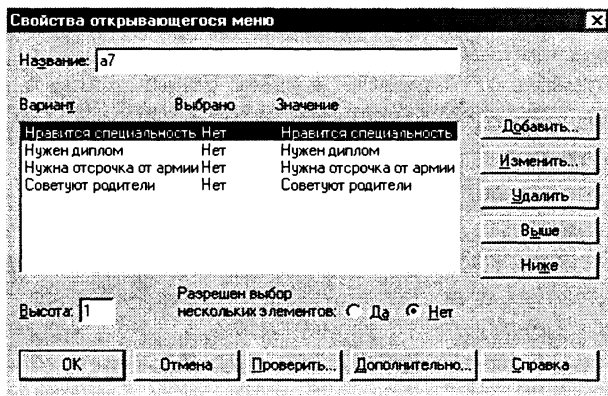 Свойства открывающегося меню
Название: a7
Вариант Выбрано Значение
Нравится специальность Нет Нравится специальность
Нужен диплом Нет Нужен диплом
Нужна отсрочка от армии Нет Нужна отсрочка от армии
Советуют родители Нет Советуют родители
Добавить...
Изменить...
Удалить
Выше
Ниже
Высота: 1
Разрешен выбор
нескольких элементов: Да Нет
OK Отмена Проверить... Дополнительно... Справка